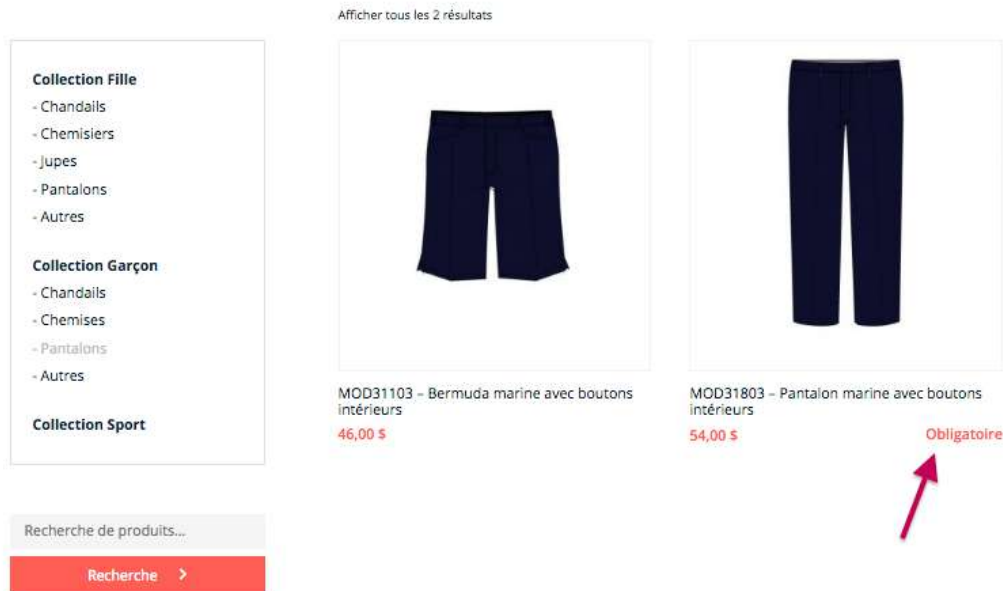 Afficher tous les 2 résultats
Collection Fille
- Chandails
- Chemisiers
- Jupes
- Pantalons
- Autres
Collection Garçon
- Chandails
- Chemises
- Pantalons
- Autres
Collection Sport
MOD31103 – Bermuda marine avec boutons
intérieurs
46,00 $
MOD31803 – Pantalon marine avec boutons
intérieurs
54,00 $ Obligatoire
Recherche de produits...
Recherche >